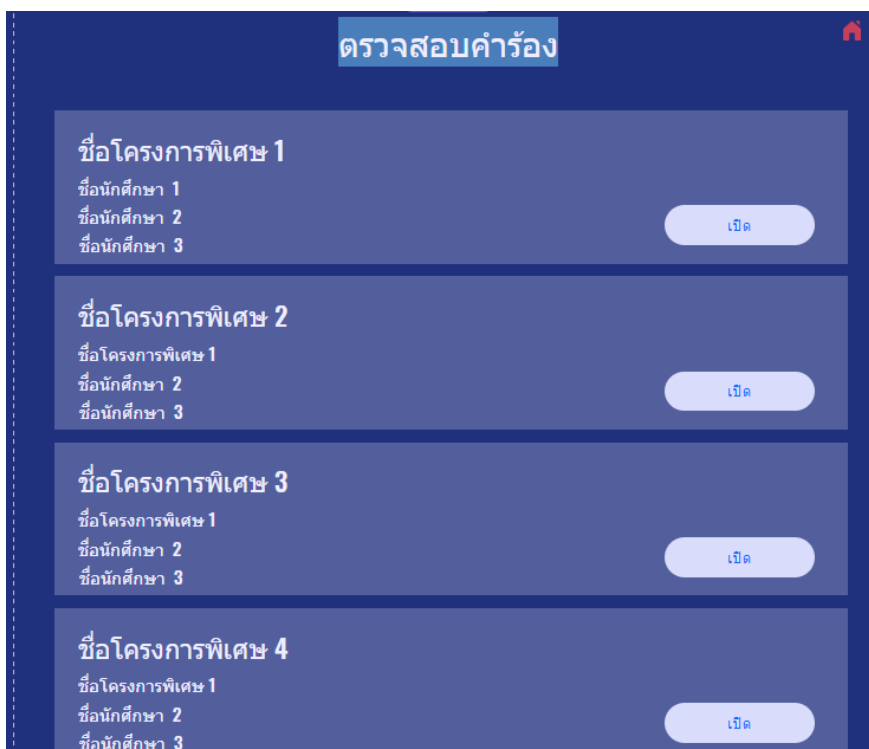 ตรวจสอบคำร้อง
ชื่อโครงการพิเศษ 1
ชื่อนักศึกษา 1
ชื่อนักศึกษา 2
ชื่อนักศึกษา 3
เปิด
ชื่อโครงการพิเศษ 2
ชื่อโครงการพิเศษ 1
ชื่อนักศึกษา 2
ชื่อนักศึกษา 3
เปิด
ชื่อโครงการพิเศษ 3
ชื่อโครงการพิเศษ 1
ชื่อนักศึกษา 2
ชื่อนักศึกษา 3
เปิด
ชื่อโครงการพิเศษ 4
ชื่อโครงการพิเศษ 1
ชื่อนักศึกษา 2
ชื่อนักศึกษา 3
เปิด